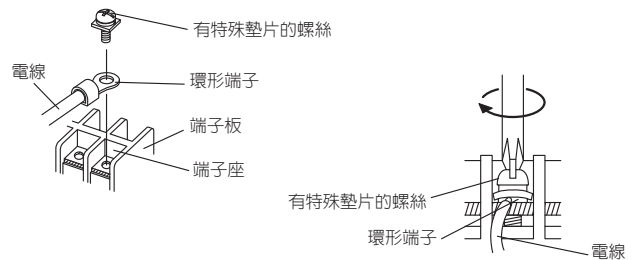 有特殊墊片的螺絲
電線
環形端子
端子板
端子座
有特殊墊片的螺絲
環形端子
電線